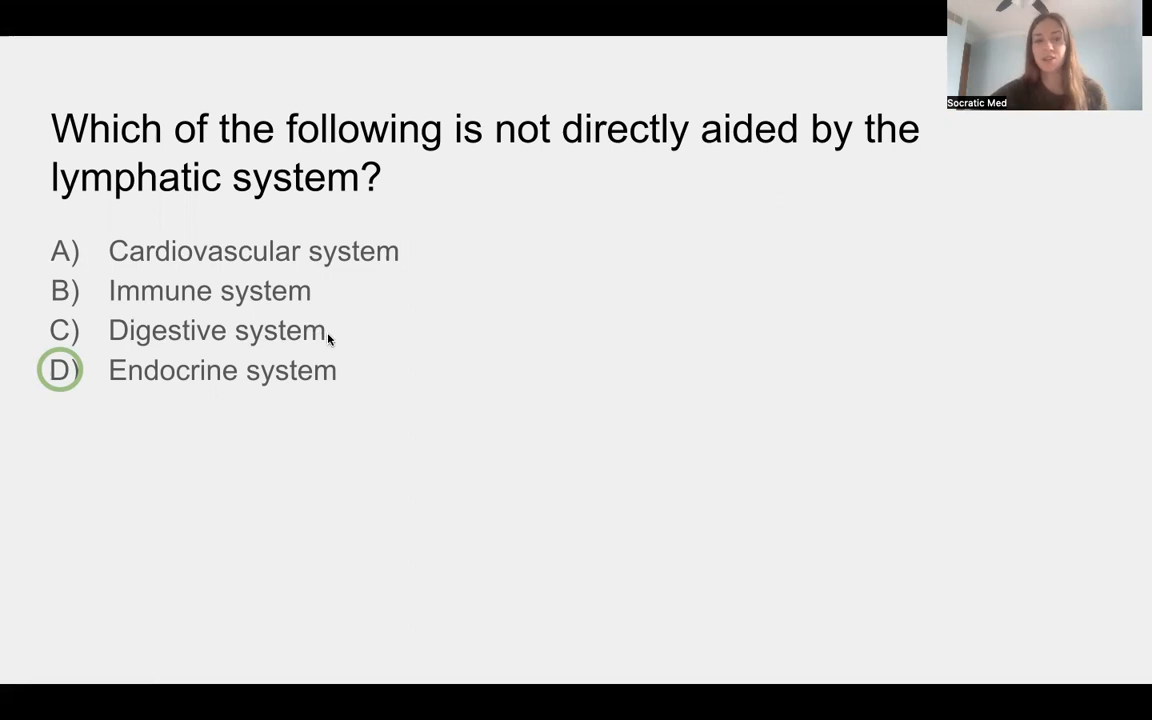 Socratic Med
Which of the following is not directly aided by the
lymphatic system?
A) Cardiovascular system
B) Immune system
C) Digestive system
D) Endocrine system